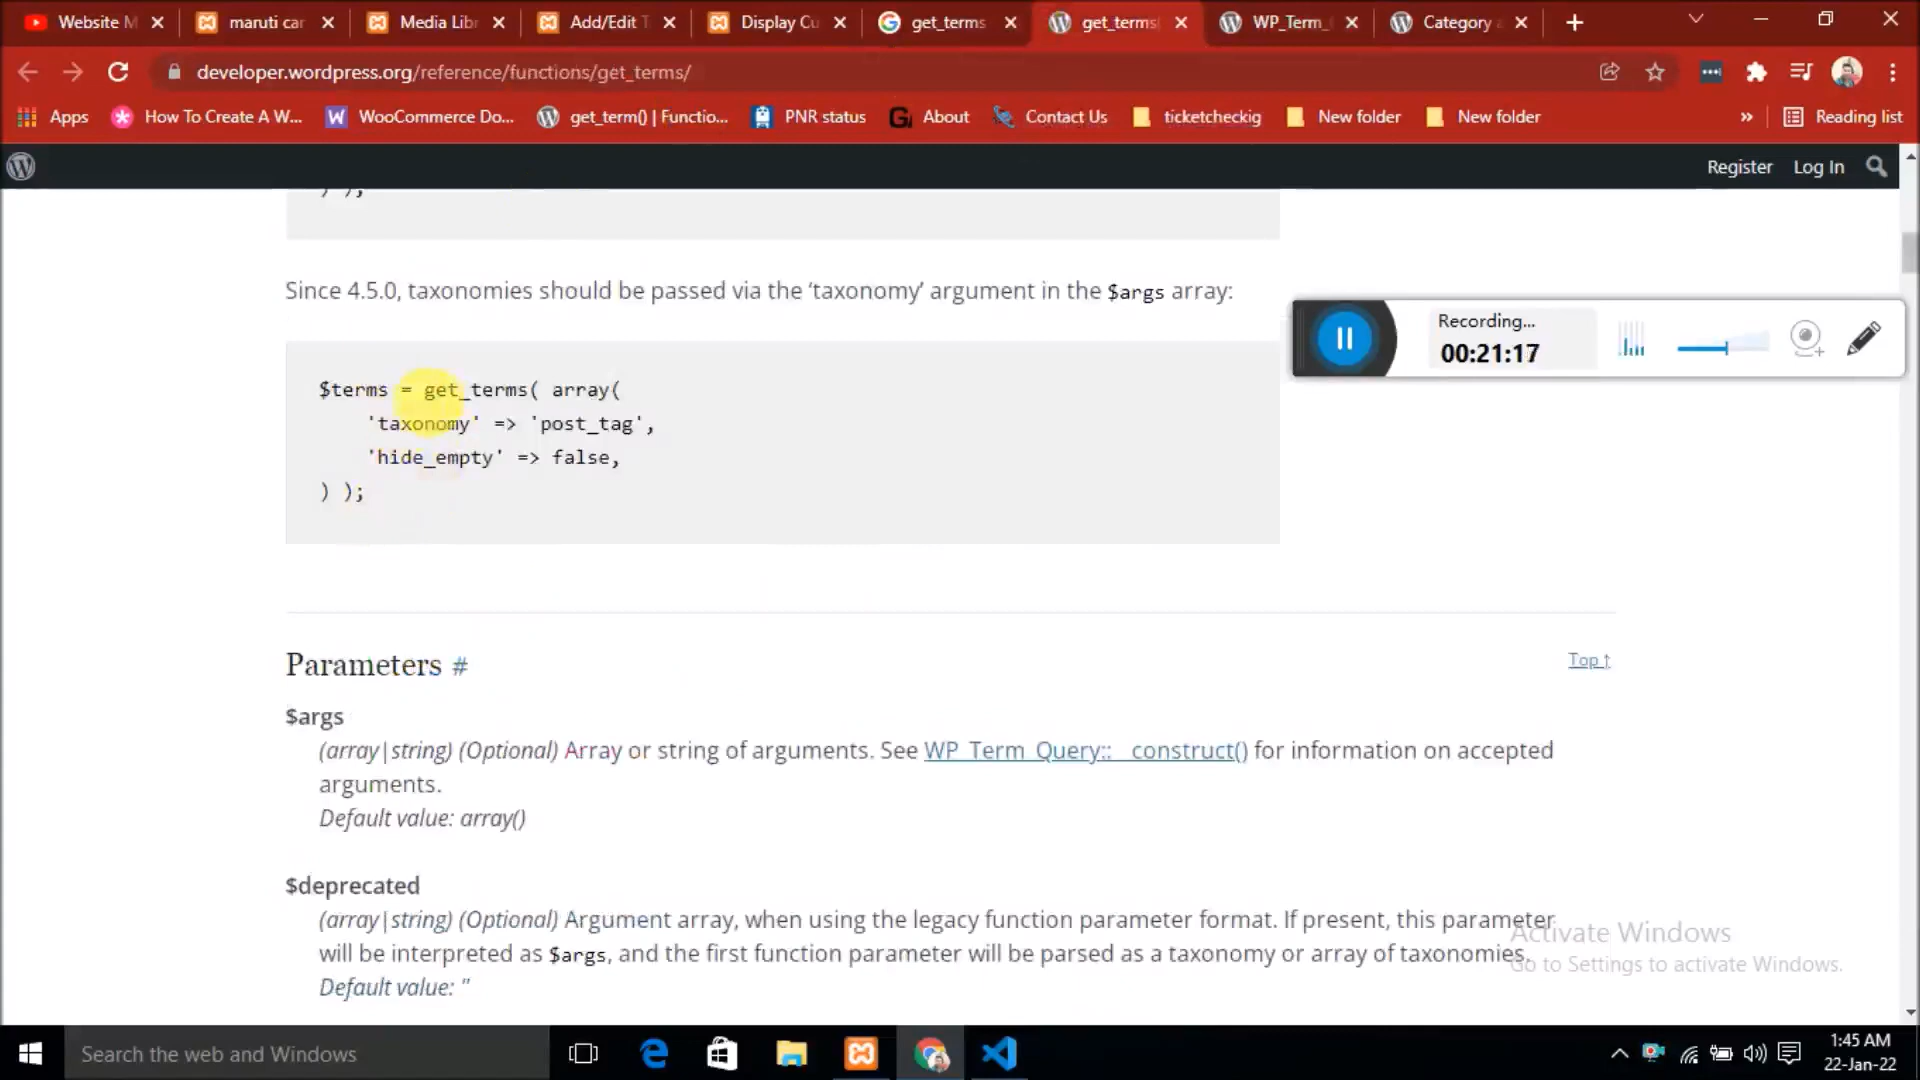 Website M
maruti car
Media Libr
Add/Edit T
Display Cu
get_terms
get_terms(
WP_Term_
Category a
developer.wordpress.org/reference/functions/get_terms/
Apps
How To Create A W...
WooCommerce Do...
get_term() | Functio...
PNR status
About
Contact Us
ticketcheckig
New folder
New folder
»
Reading list
Register
Log In
) );
Since 4.5.0, taxonomies should be passed via the ‘taxonomy’ argument in the $args array:
Recording...
00:21:17
$terms = get_terms( array(
'taxonomy' => 'post_tag',
'hide_empty' => false,
) );
Parameters #
Top ↑
$args
(array|string) (Optional) Array or string of arguments. See WP_Term_Query::__construct() for information on accepted
arguments.
Default value: array()
$deprecated
(array|string) (Optional) Argument array, when using the legacy function parameter format. If present, this parameter
will be interpreted as $args, and the first function parameter will be parsed as a taxonomy or array of taxonomies.
Default value: ''
Activate Windows
Go to Settings to activate Windows.
Search the web and Windows
1:45 AM
22-Jan-22